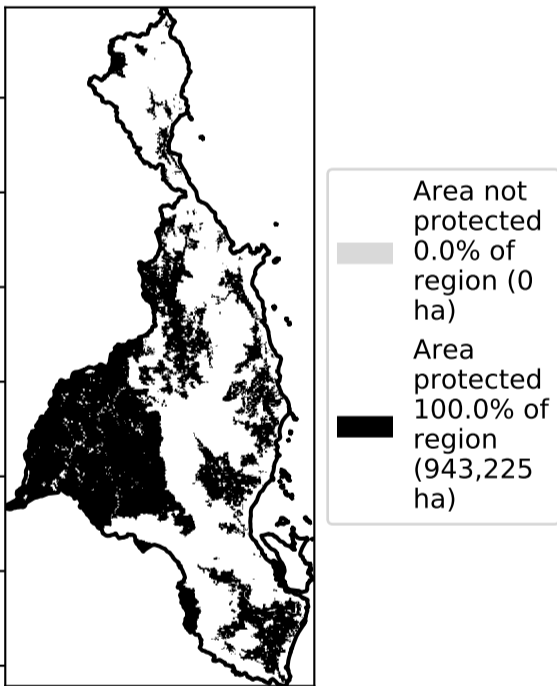 Area not
protected
0.0% of
region (0
ha)
Area
protected
100.0% of
region
(943,225
ha)